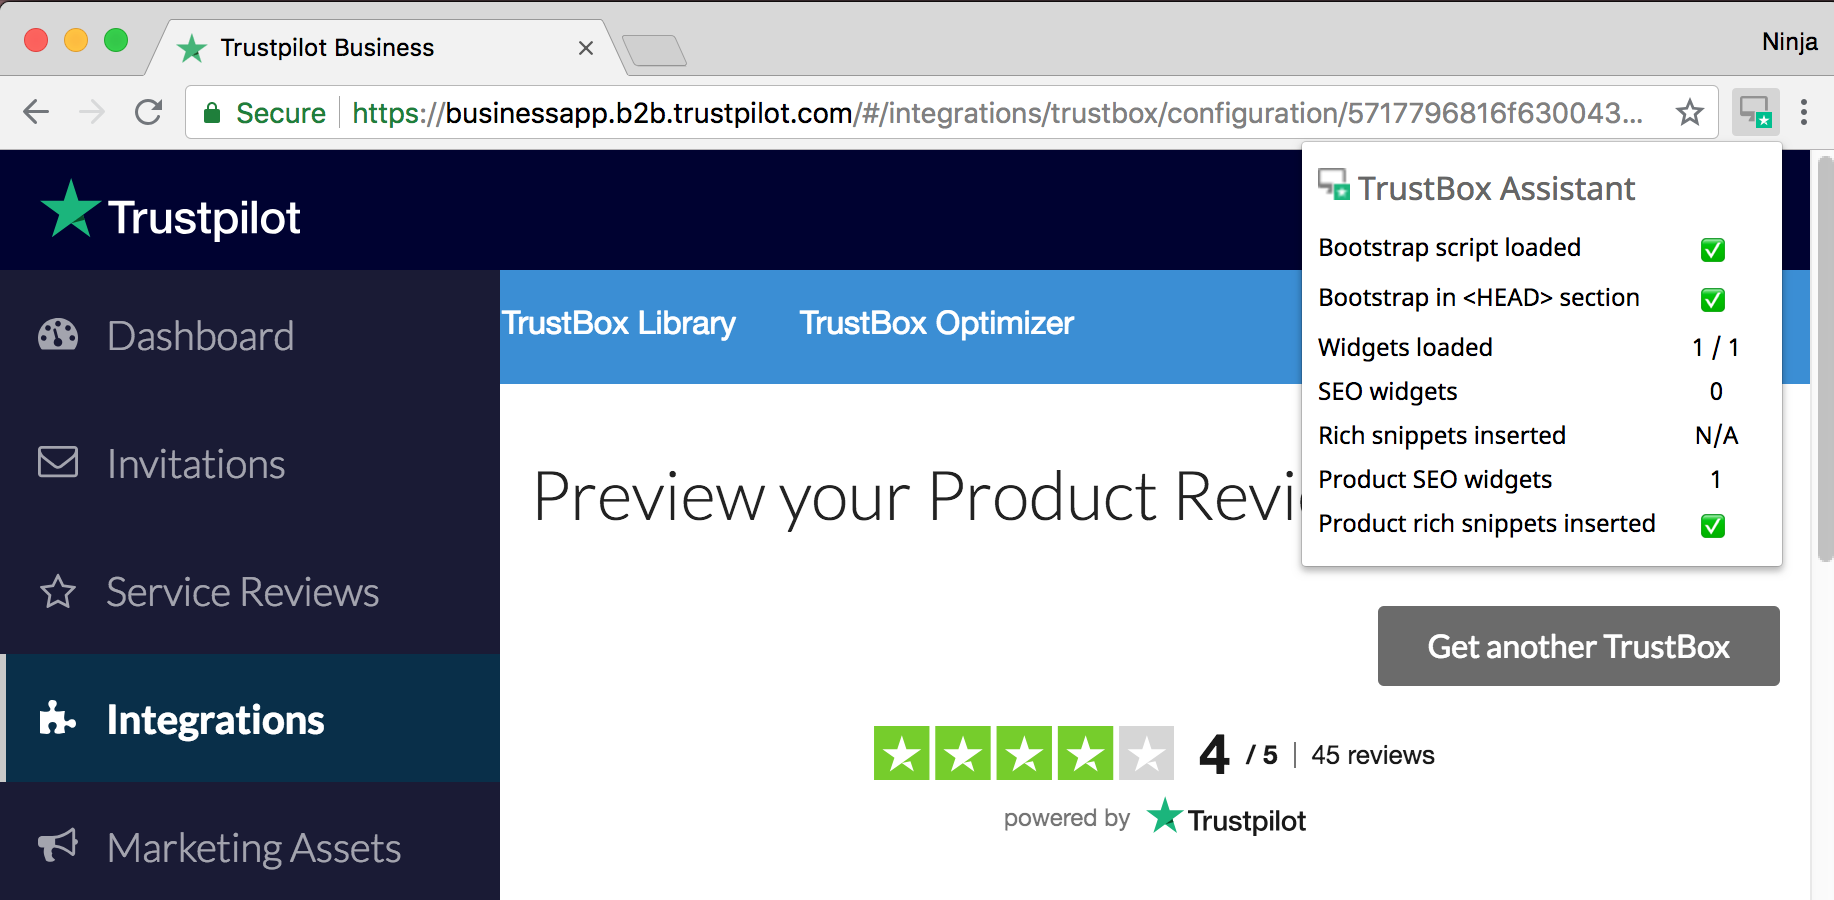 Trustpilot Business
Ninja
Secure https://businessapp.b2b.trustpilot.com/#/integrations/trustbox/configuration/5717796816f630043...
Trustpilot
TrustBox Assistant
Bootstrap script loaded
Bootstrap in <HEAD> section
Widgets loaded 1 / 1
SEO widgets 0
Rich snippets inserted N/A
Product SEO widgets 1
Product rich snippets inserted
Dashboard
Invitations
Service Reviews
Integrations
Marketing Assets
TrustBox Library TrustBox Optimizer
Preview your Product Revi
Get another TrustBox
4 / 5 | 45 reviews
powered by Trustpilot